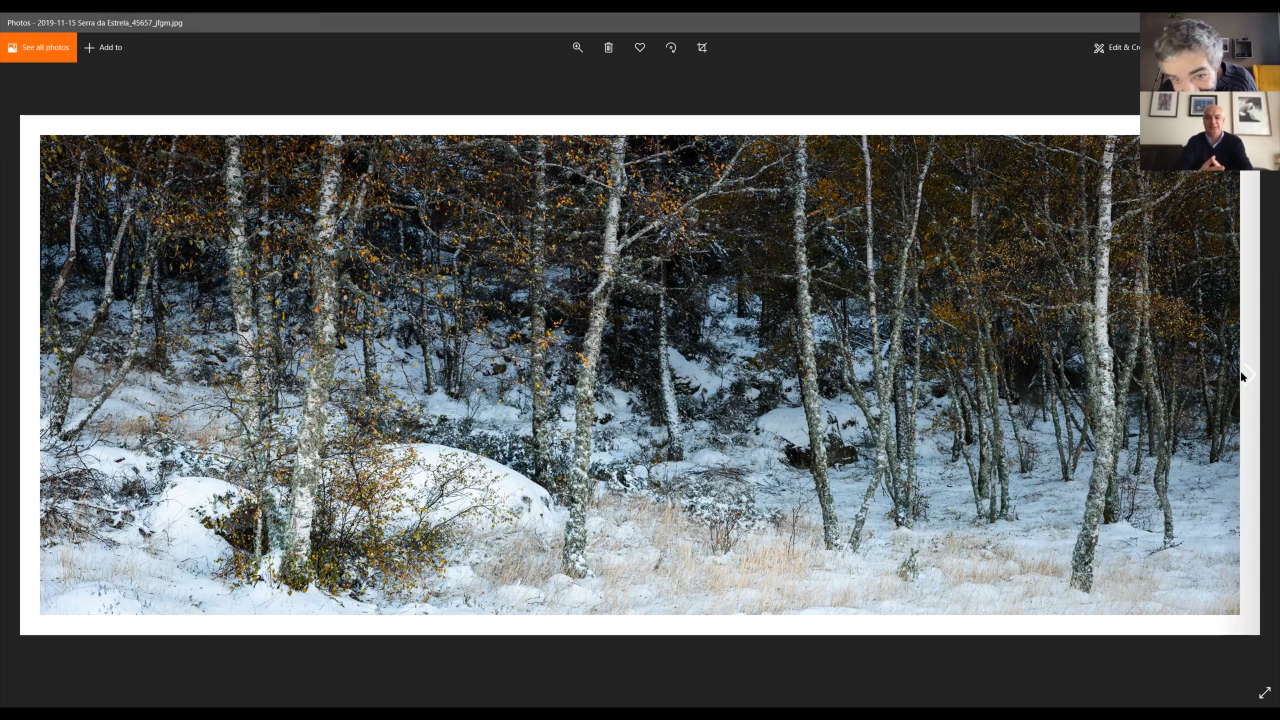 Photos - 2019-11-15 Serra da Estrela_45657_jfgm.jpg
See all photos
Add to
Edit & Cr